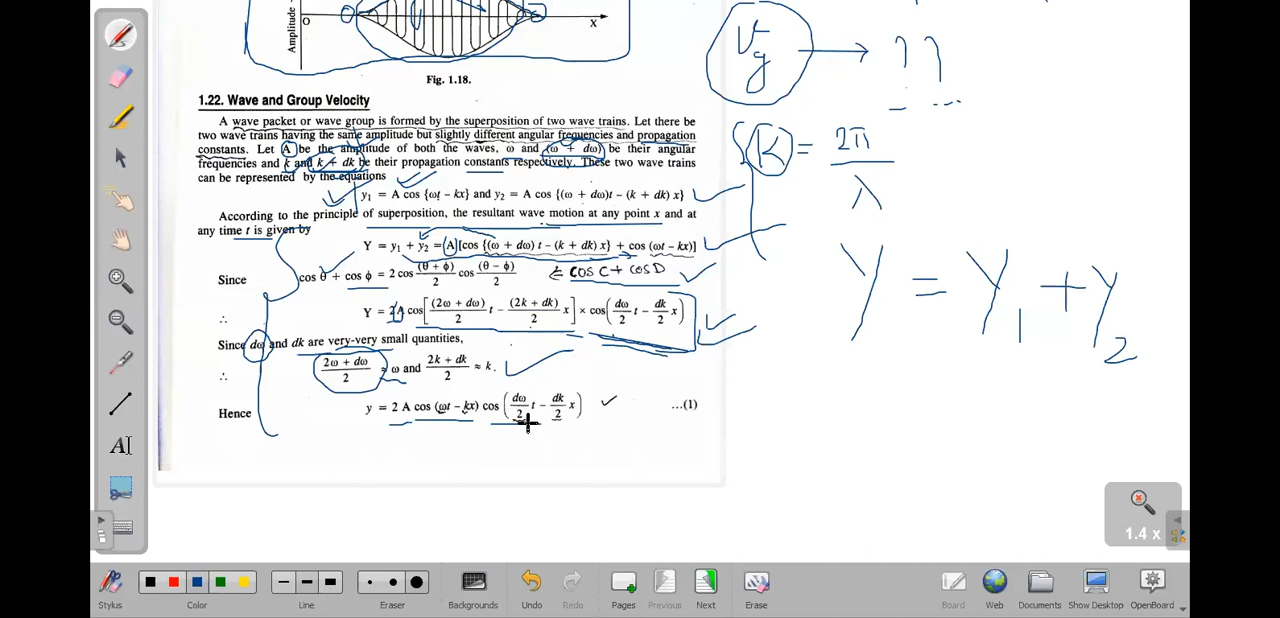 Amplitude
O
X
Fig. 1.18.
1.22. Wave and Group Velocity
A wave packet or wave group is formed by the superposition of two wave trains. Let there be
two wave trains having the same amplitude but slightly different angular frequencies and propagation
constants. Let A be the amplitude of both the waves, ω and (ω + dω) be their angular
frequencies and k and k + dk be their propagation constants respectively. These two wave trains
can be represented by the equations
y₁ = A cos {ωt – kx} and y₂ = A cos {(ω + dω)t – (k + dk) x}
According to the principle of superposition, the resultant wave motion at any point x and at
any time t is given by
Y = y₁ + y₂ = A [cos {(ω + dω) t – (k + dk) x} + cos (ωt – kx)]
Since cos θ + cos ϕ = 2 cos (θ + ϕ)/2 cos (θ – ϕ)/2 ⇐ cos C + cos D
∴ Y = 2A cos [(2ω + dω)/2 t – (2k + dk)/2 x] × cos (dω/2 t – dk/2 x)
Since dω and dk are very-very small quantities,
∴ (2ω + dω)/2 ≈ ω and (2k + dk)/2 ≈ k.
Hence y = 2 A cos (ωt – kx) cos (dω/2 t – dk/2 x) ...(1)
Vg → ??
K = 2π/λ
Y = Y₁ + Y₂
1.4 x
Stylus
Color
Line
Eraser
Backgrounds
Undo
Redo
Pages
Previous
Next
Erase
Board
Web
Documents
Show Desktop
OpenBoard